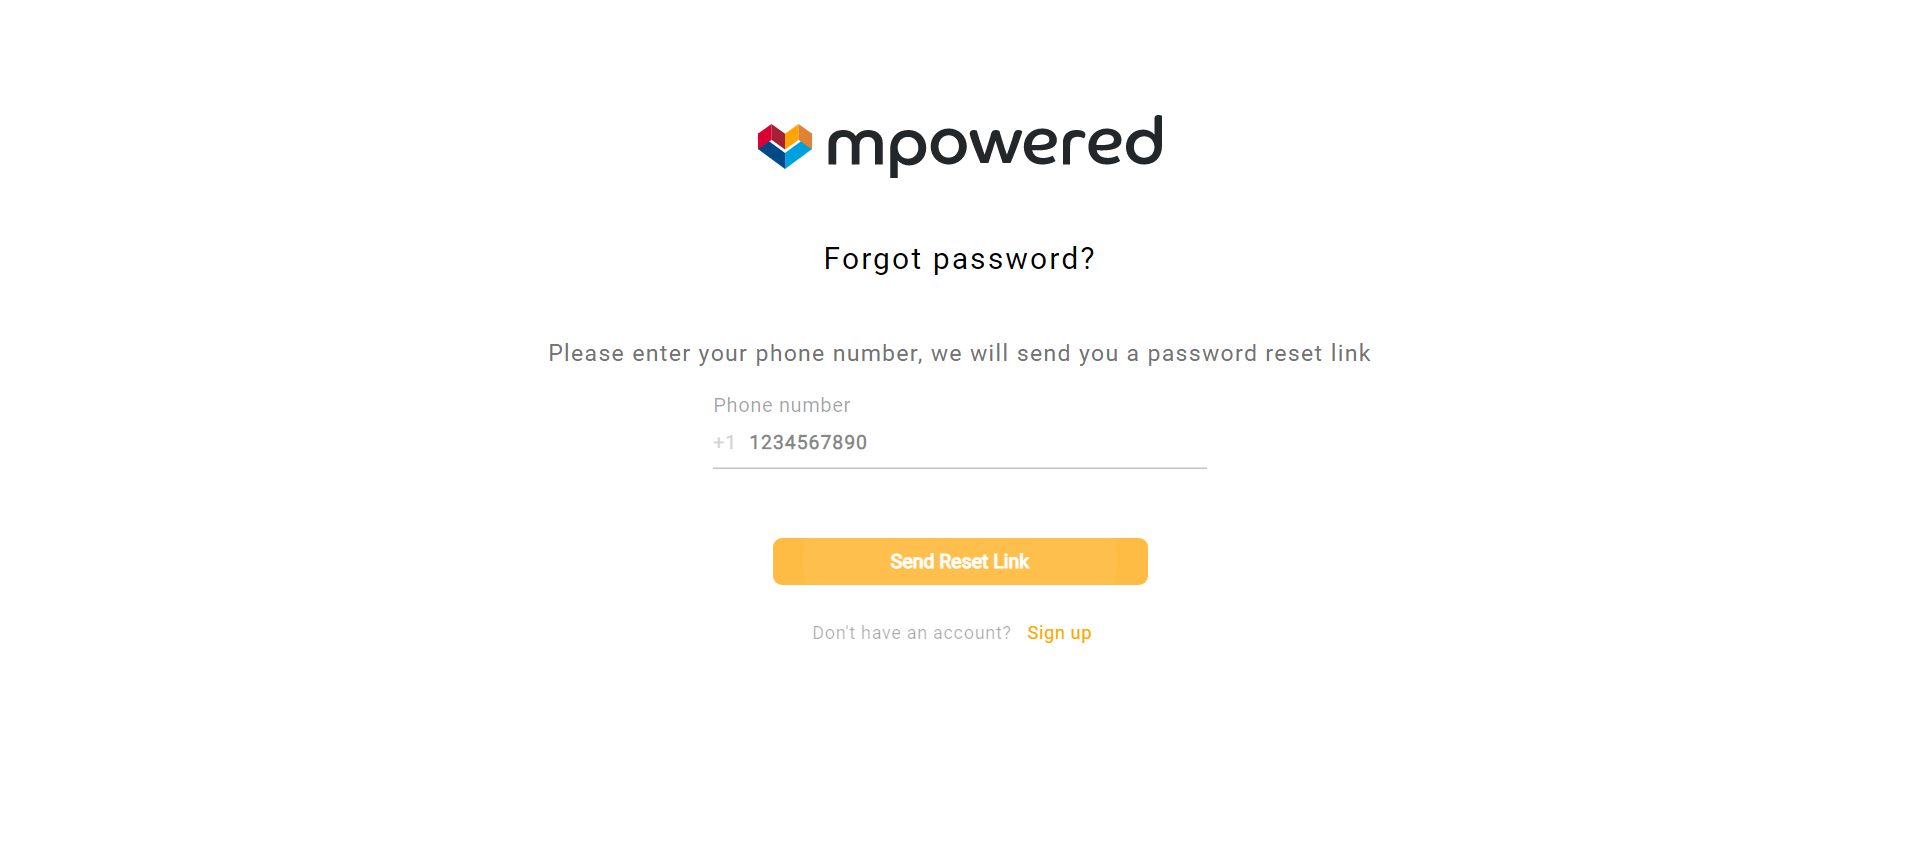 mpowered
Forgot password?
Please enter your phone number, we will send you a password reset link
Phone number
+1 1234567890
Send Reset Link
Don't have an account? Sign up